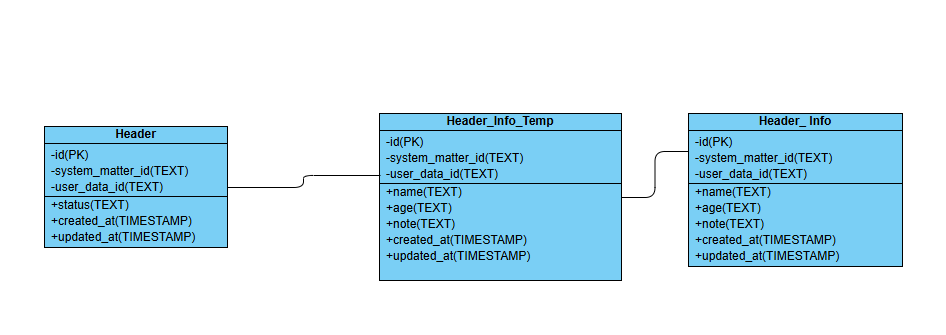 Header
-id(PK)
-system_matter_id(TEXT)
-user_data_id(TEXT)
+status(TEXT)
+created_at(TIMESTAMP)
+updated_at(TIMESTAMP)
Header_Info_Temp
-id(PK)
-system_matter_id(TEXT)
-user_data_id(TEXT)
+name(TEXT)
+age(TEXT)
+note(TEXT)
+created_at(TIMESTAMP)
+updated_at(TIMESTAMP)
Header_ Info
-id(PK)
-system_matter_id(TEXT)
-user_data_id(TEXT)
+name(TEXT)
+age(TEXT)
+note(TEXT)
+created_at(TIMESTAMP)
+updated_at(TIMESTAMP)